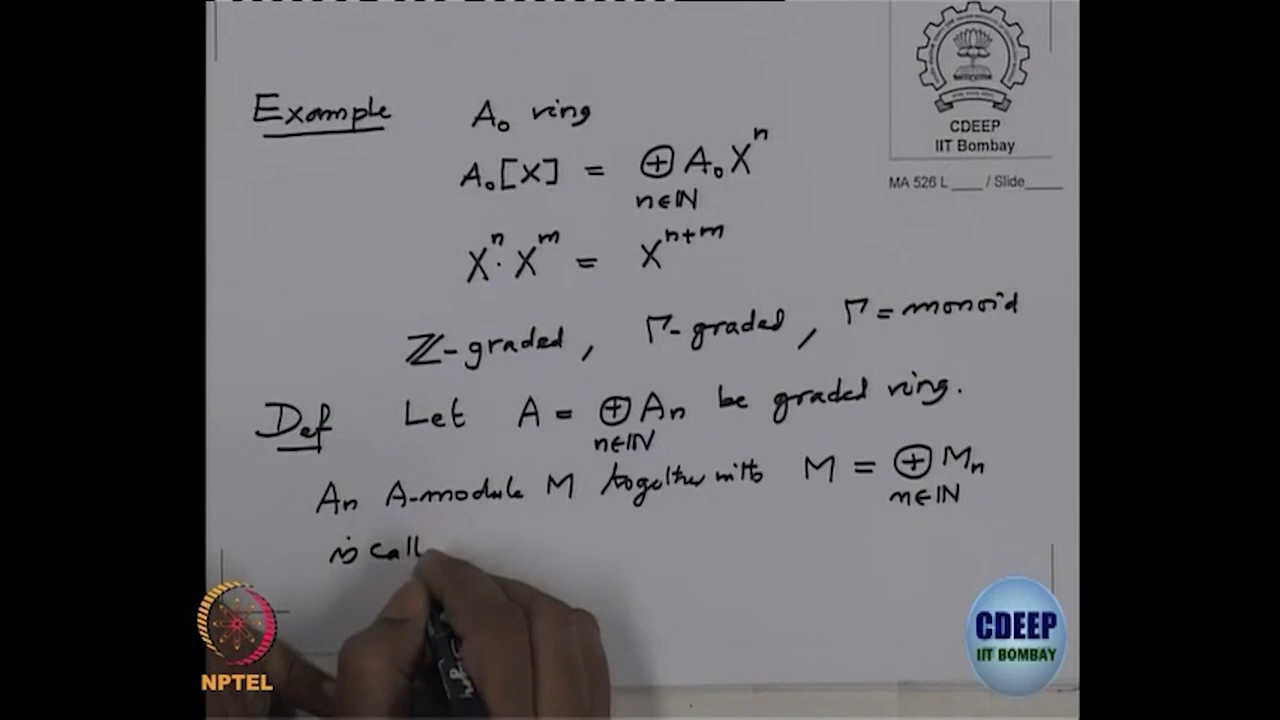 Example A₀ ring
A₀[X] = ⊕ A₀Xⁿ
n∈ℕ
Xⁿ · Xᵐ = Xⁿ⁺ᵐ
ℤ-graded, Γ-graded, Γ = monoid
Def Let A = ⊕ Aₙ be graded ring.
n∈ℕ
An A-module M together with M = ⊕ Mₙ
n∈ℕ
is call
CDEEP
IIT Bombay
MA 526 L ____ / Slide_____
NPTEL
CDEEP
IIT BOMBAY